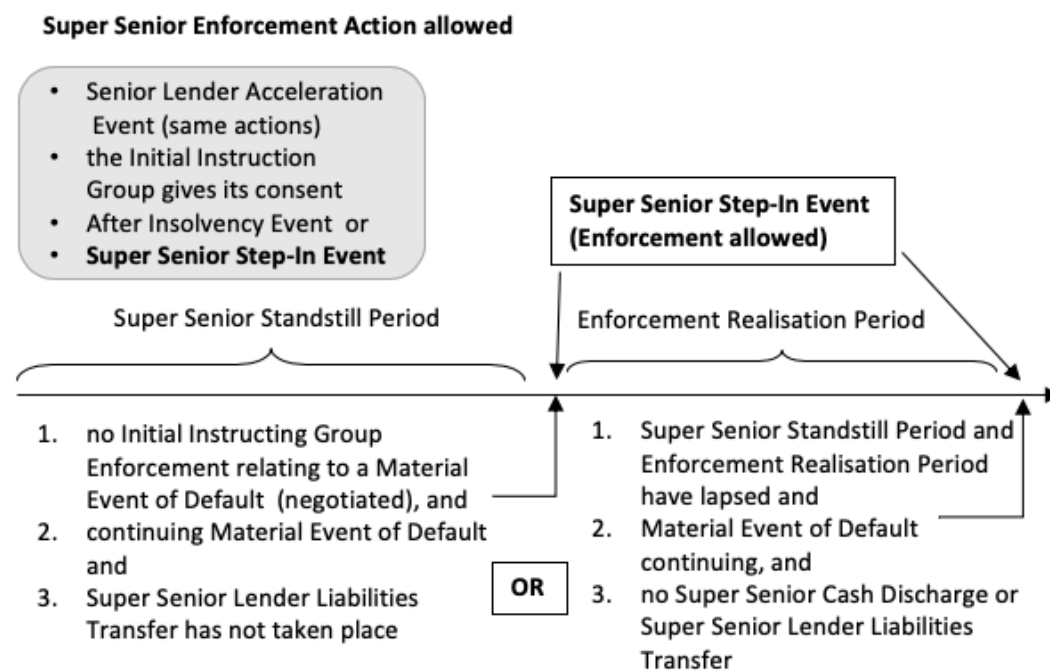 Super Senior Enforcement Action allowed
• Senior Lender Acceleration
Event (same actions)
• the Initial Instruction
Group gives its consent
• After Insolvency Event or
• Super Senior Step-In Event
Super Senior Step-In Event
(Enforcement allowed)
Super Senior Standstill Period
Enforcement Realisation Period
1. no Initial Instructing Group
Enforcement relating to a Material
Event of Default (negotiated), and
2. continuing Material Event of Default
and
3. Super Senior Lender Liabilities
Transfer has not taken place
OR
1. Super Senior Standstill Period and
Enforcement Realisation Period
have lapsed and
2. Material Event of Default
continuing, and
3. no Super Senior Cash Discharge or
Super Senior Lender Liabilities
Transfer